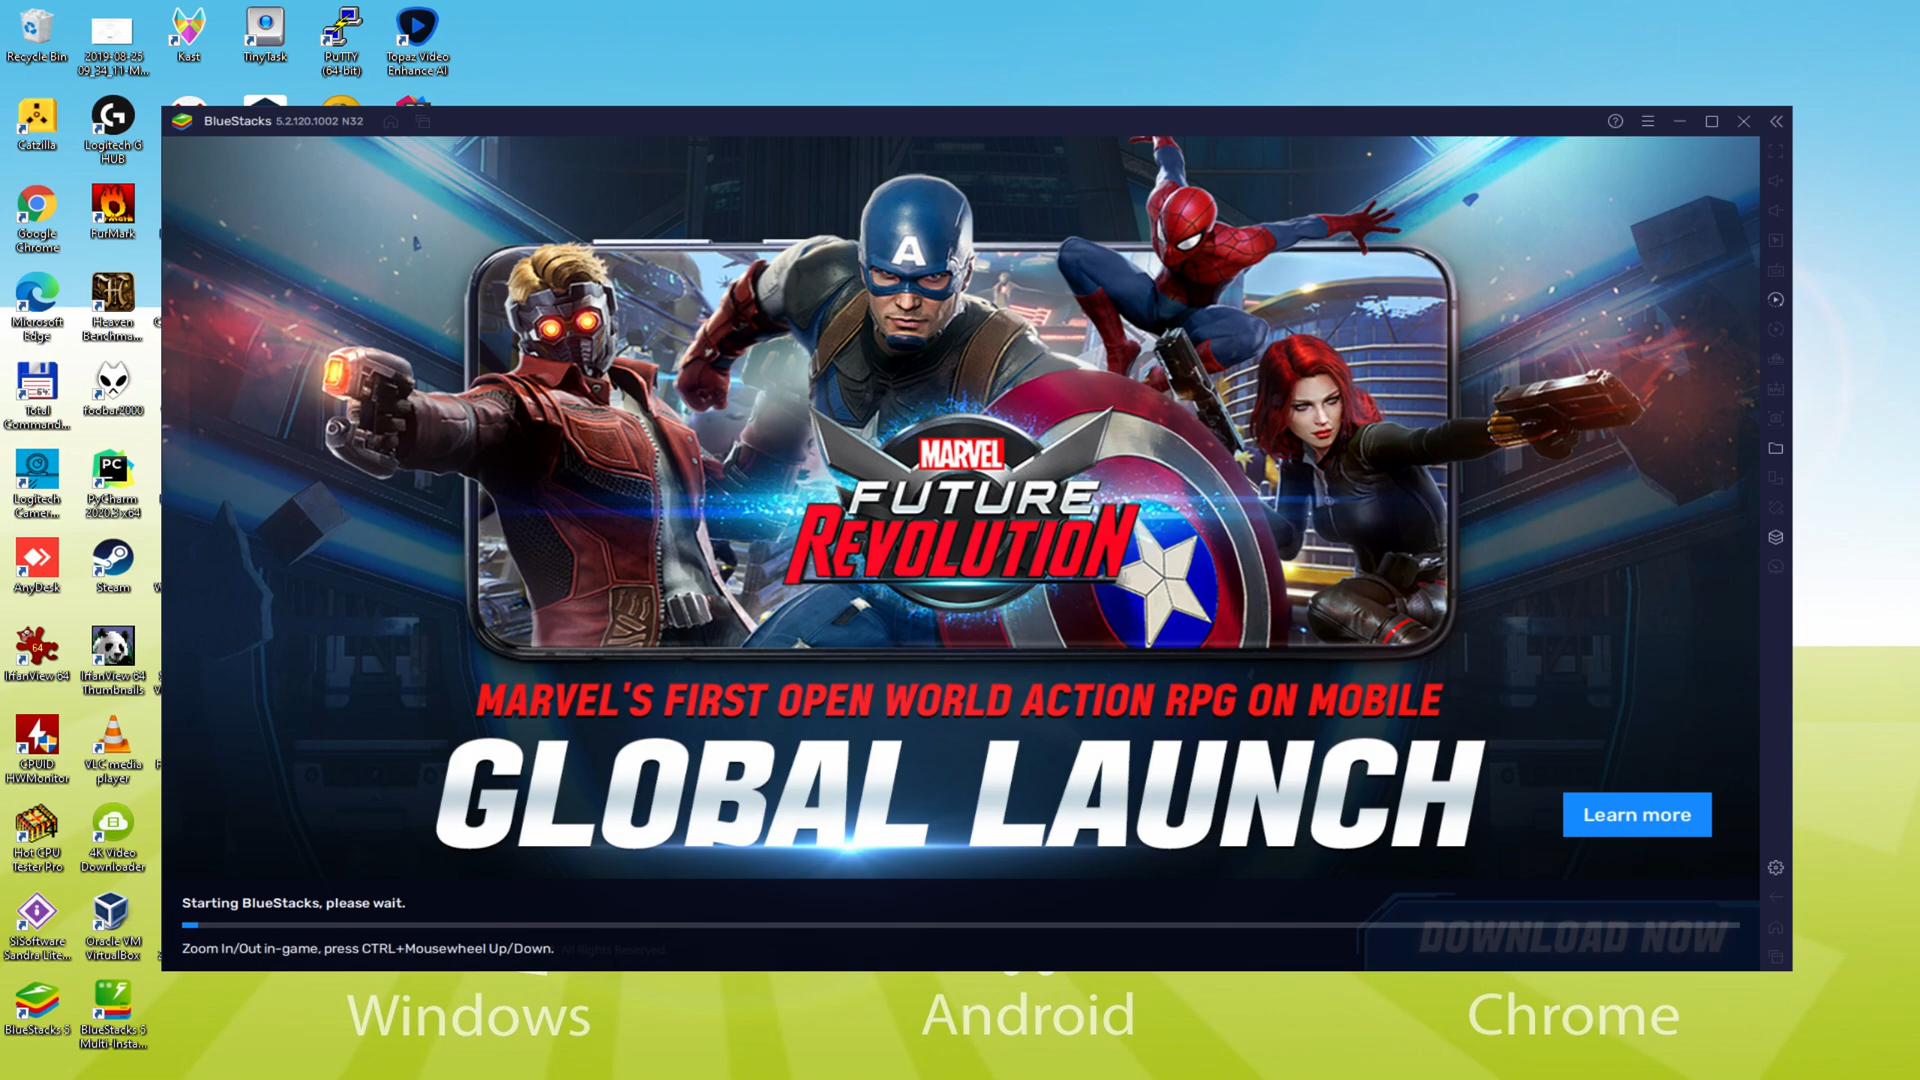 Recycle Bin
2019-08-25 09_34_11-M...
Kast
TinyTask
PuTTY (64-bit)
Topaz Video Enhance AI
Catzilla
Logitech G HUB
Google Chrome
FurMark
Microsoft Edge
Heaven Benchma...
Total Command...
foobar2000
Logitech Camer...
PyCharm 2020.3 x64
AnyDesk
Steam
IrfanView 64
IrfanView 64 Thumbnails
CPUID HWMonitor
VLC media player
Hot CPU Tester Pro
4K Video Downloader
SiSoftware Sandra Lite...
Oracle VM VirtualBox
BlueStacks 5
BlueStacks 5 Multi-Insta...
BlueStacks 5.2.120.1002 N32
A
MARVEL
FUTURE
REVOLUTION
MARVEL'S FIRST OPEN WORLD ACTION RPG ON MOBILE
GLOBAL LAUNCH
Learn more
Starting BlueStacks, please wait.
DOWNLOAD NOW
Zoom In/Out in-game, press CTRL+Mousewheel Up/Down.
All Rights Reserved.
Windows
Android
Chrome